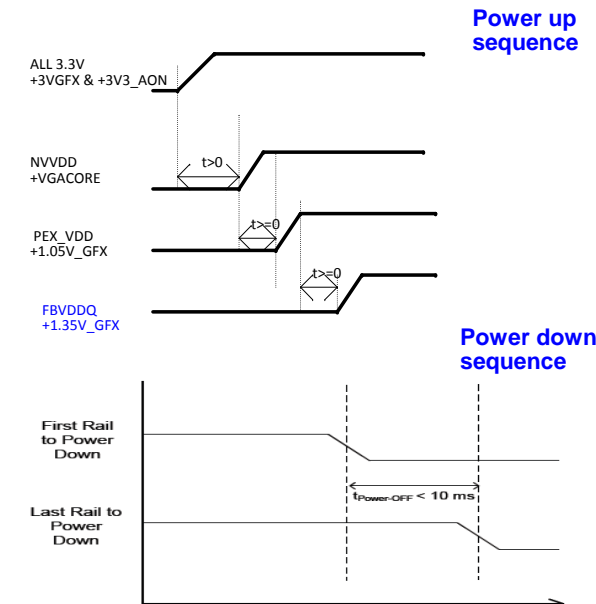 Power up
sequence
ALL 3.3V
+3VGFX & +3V3_AON
NVVDD
+VGACORE
t>0
PEX_VDD
+1.05V_GFX
t>=0
FBVDDQ
+1.35V_GFX
t>=0
Power down
sequence
First Rail
to Power
Down
tPower-OFF < 10 ms
Last Rail to
Power
Down